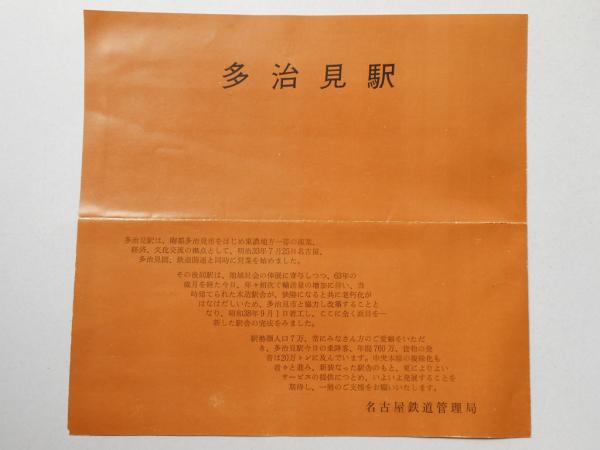 多治見駅
多治見駅は、陶都多治見市をはじめ東濃地方一帯の産業、
経済、文化交流の拠点として、明治33年7月25日名古屋、
多治見間、鉄道開通と同時に営業を始めました。
その後同駅は、地域社会の伸展に寄与しつつ、63年の
歳月を経た今日、年々相次ぐ輸送量の増加に伴い、当
時建てられた木造駅舎が、狭隘になると共に老朽化が
はなはだしいため、多治見市と協力し改築することと
なり、昭和38年9月1日着工し、ここに全く面目を一
新した駅舎の完成をみました。
駅勢圏人口7万、常にみなさん方のご愛顧をいただ
き、多治見駅今日の乗降客、年間760万、貨物の発
着は20万トンに及んでいます。中央本線の複線化も
着々と進み、新装なった駅舎のもと、更によりよい
サービスの提供につとめ、いよいよ発展することを
期待し、一層のご支援をお願いいたします。
名古屋鉄道管理局